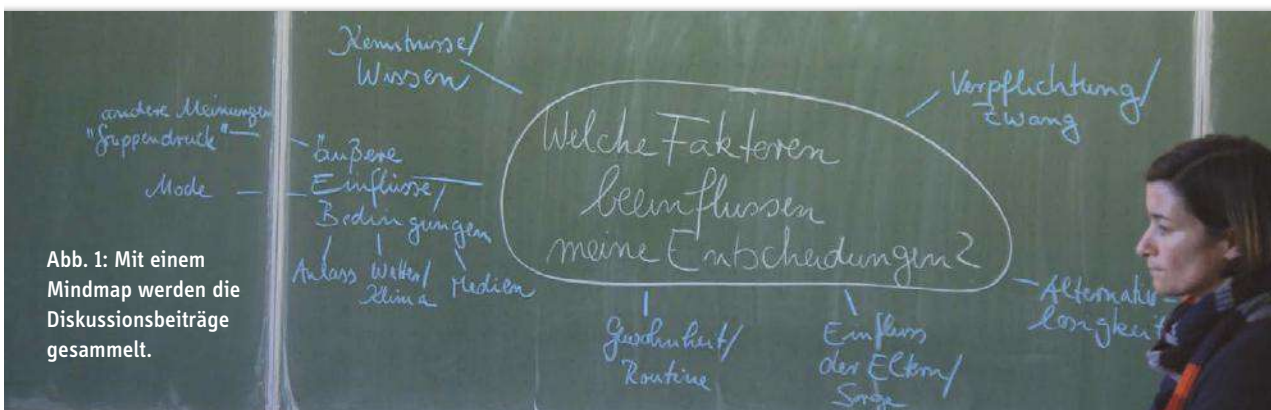 Kenntnisse/
Wissen
andere Meinungen
"Gruppendruck"
Mode
äußere
Einflüsse/
Bedingungen
Anlass
Wetter/
Klima
Medien
Welche Faktoren
beeinflussen
meine Entscheidungen?
Verpflichtung/
Zwang
Alternativ-
losigkeit
Gewohnheit/
Routine
Einfluss
der Eltern/
Sorge
Abb. 1: Mit einem
Mindmap werden die
Diskussionsbeiträge
gesammelt.